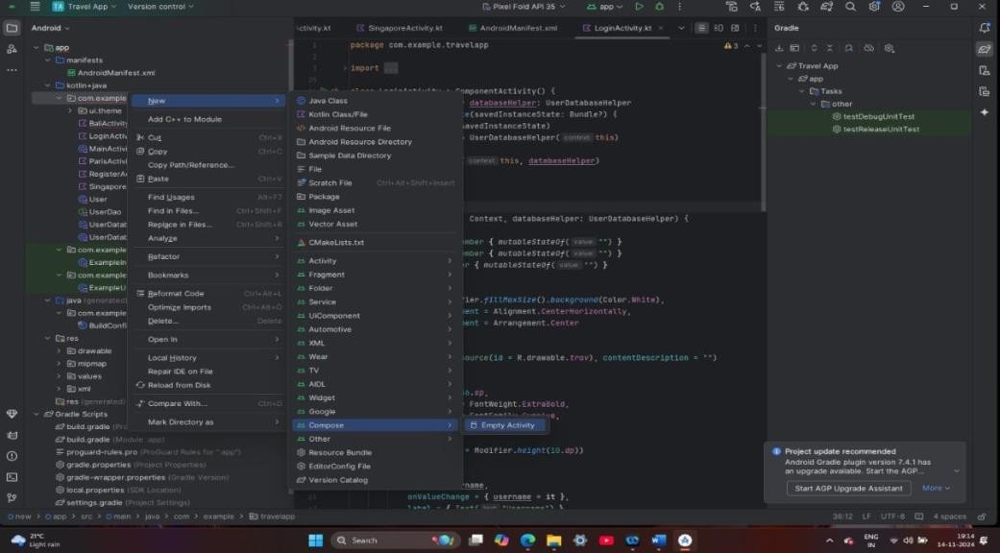 TA Travel App Version control
Pixel Fold API 35 app
Android
ctivity.kt SingaporeActivity.kt AndroidManifest.xml LoginActivity.kt
Gradle
app
manifests
AndroidManifest.xml
kotlin+java
com.example
ui.theme
BaliActivity
LoginActiv
MainActivi
ParisActivi
RegisterA
Singapore
User
UserDao
UserDatab
UserDatab
com.example
ExampleIn
com.example
ExampleU
java (generated)
com.example
BuildConfi
res
drawable
mipmap
values
xml
res (generated)
Gradle Scripts
build.gradle (Pro
build.gradle (Module :app)
proguard-rules.pro (ProGuard Rules for ":app")
gradle.properties (Project Properties)
gradle-wrapper.properties (Gradle Version)
local.properties (SDK Location)
settings.gradle (Project Settings)
New
Add C++ to Module
Cut Ctrl+X
Copy Ctrl+C
Copy Path/Reference...
Paste Ctrl+V
Find Usages Alt+F7
Find in Files... Ctrl+Shift+F
Replace in Files... Ctrl+Shift+R
Analyze
Refactor
Bookmarks
Reformat Code Ctrl+Alt+L
Optimize Imports Ctrl+Alt+O
Delete... Delete
Open In
Local History
Repair IDE on File
Reload from Disk
Compare With... Ctrl+D
Mark Directory as
Java Class
Kotlin Class/File
Android Resource File
Android Resource Directory
Sample Data Directory
File
Scratch File Ctrl+Alt+Shift+Insert
Package
Image Asset
Vector Asset
CMakeLists.txt
Activity
Fragment
Folder
Service
UiComponent
Automotive
XML
Wear
TV
AIDL
Widget
Google
Compose
Other
Resource Bundle
EditorConfig File
Version Catalog
Empty Activity
1 package com.example.travelapp
2
3 import ...
3
databaseHelper: UserDatabaseHelper
e(savedInstanceState: Bundle?) {
savedInstanceState)
UserDatabaseHelper( context this)
context this, databaseHelper)
Context, databaseHelper: UserDatabaseHelper) {
mber { mutableStateOf( value "") }
mber { mutableStateOf( value "") }
r { mutableStateOf( value "") }
ier.fillMaxSize().background(Color.White),
ment = Alignment.CenterHorizontally,
ent = Arrangement.Center
source(id = R.drawable.trav), contentDescription = "")
6.sp,
FontWeight.ExtraBold,
= Modifier.height(10.dp))
rname,
onValueChange = { username = it },
Travel App
app
Tasks
other
testDebugUnitTest
testReleaseUnitTest
Project update recommended
Android Gradle plugin version 7.4.1 has
an upgrade available. Start the AGP...
Start AGP Upgrade Assistant More
new app src main java com example travelapp
36:12 LF UTF-8 4 spaces
21°C
Light rain
Search
ENG
IN
19:14
14-11-2024